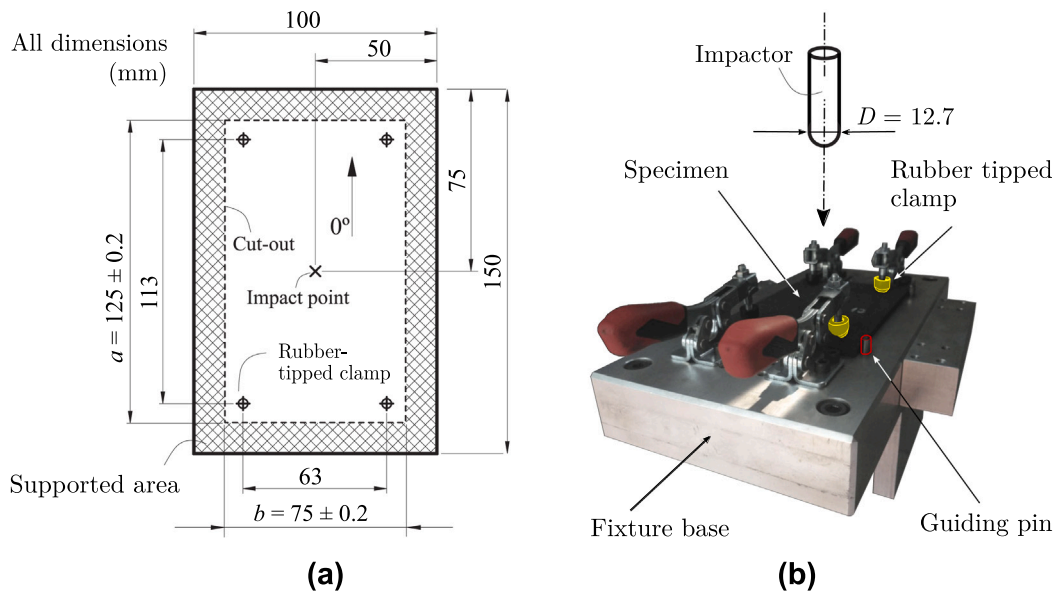 All dimensions
(mm)
100
50
75
150
a = 125 ± 0.2
113
0º
Cut-out
Impact point
Rubber-
tipped clamp
Supported area
63
b = 75 ± 0.2
(a)
Impactor
D = 12.7
Specimen
Rubber tipped
clamp
Fixture base
Guiding pin
(b)